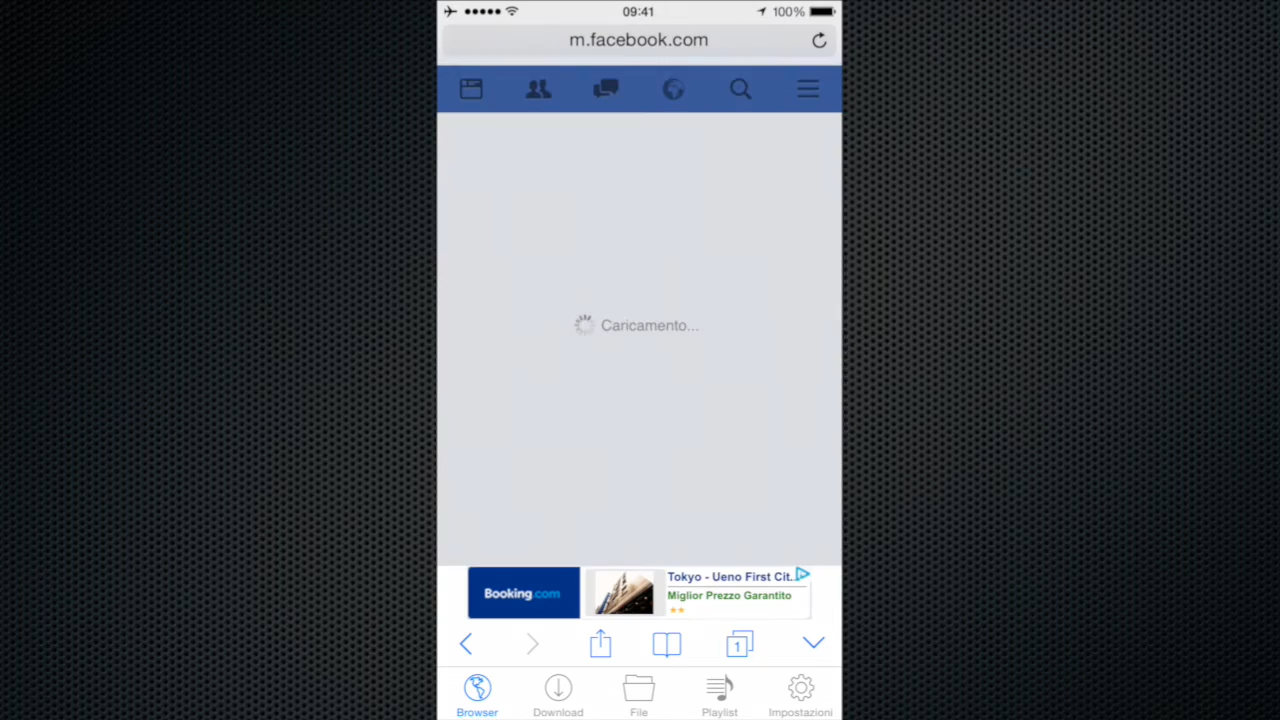 09:41
100%
m.facebook.com
Caricamento...
Booking.com
Tokyo - Ueno First Cit...
Miglior Prezzo Garantito
1
Browser
Download
File
Playlist
Impostazioni